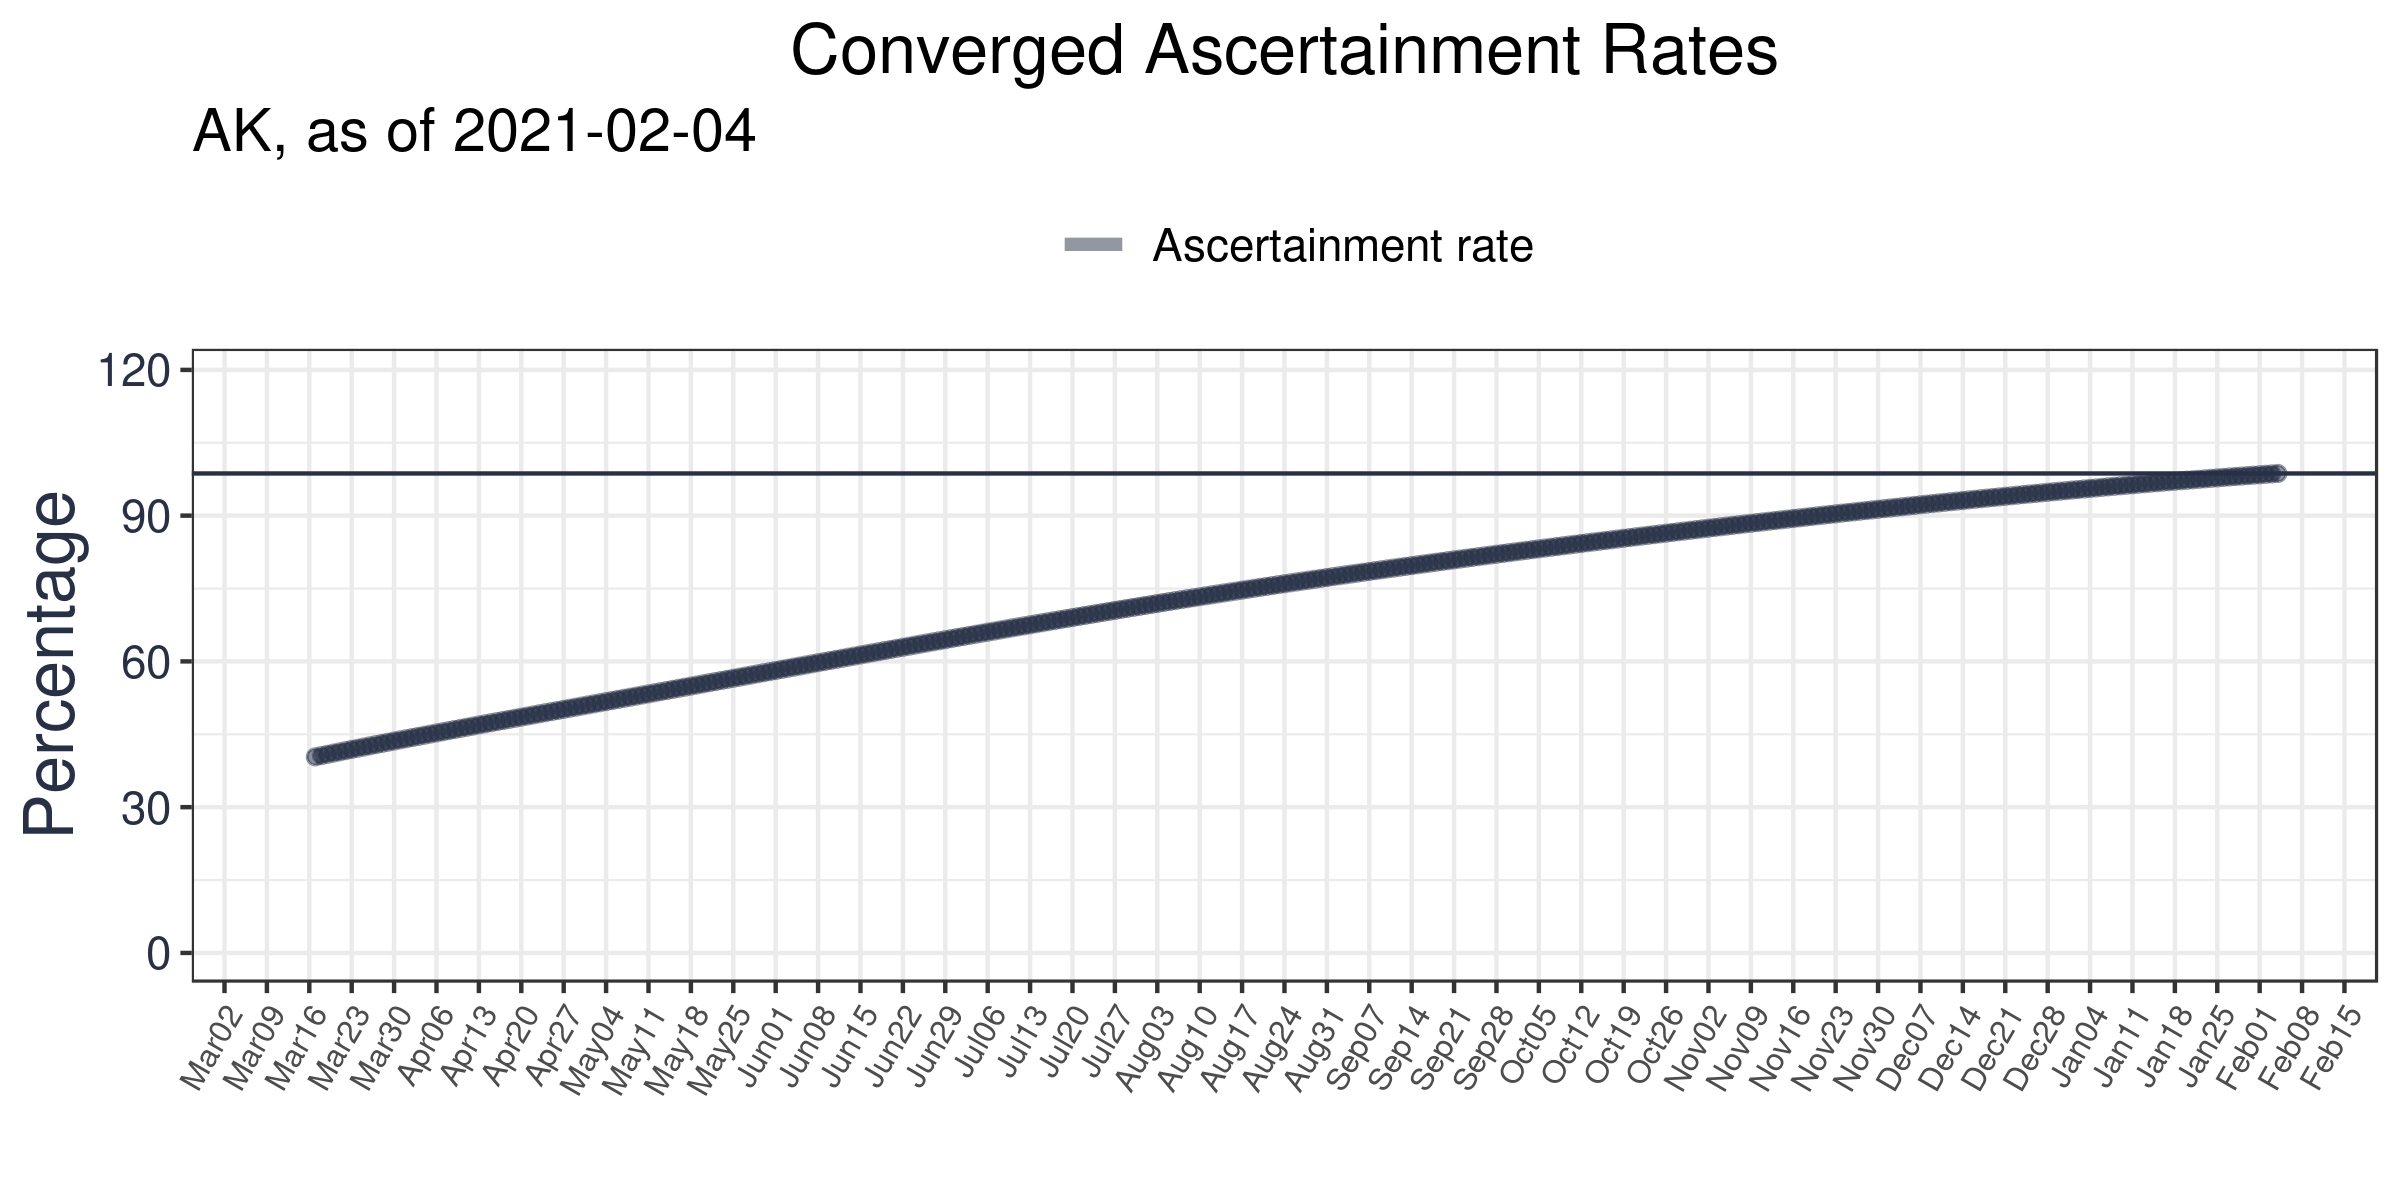 Converged Ascertainment Rates
AK, as of 2021-02-04
Ascertainment rate
Percentage
120
90
60
30
0
Mar02
Mar09
Mar16
Mar23
Mar30
Apr06
Apr13
Apr20
Apr27
May04
May11
May18
May25
Jun01
Jun08
Jun15
Jun22
Jun29
Jul06
Jul13
Jul20
Jul27
Aug03
Aug10
Aug17
Aug24
Aug31
Sep07
Sep14
Sep21
Sep28
Oct05
Oct12
Oct19
Oct26
Nov02
Nov09
Nov16
Nov23
Nov30
Dec07
Dec14
Dec21
Dec28
Jan04
Jan11
Jan18
Jan25
Feb01
Feb08
Feb15